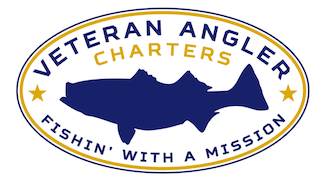 VETERAN ANGLER
CHARTERS
FISHIN' WITH A MISSION